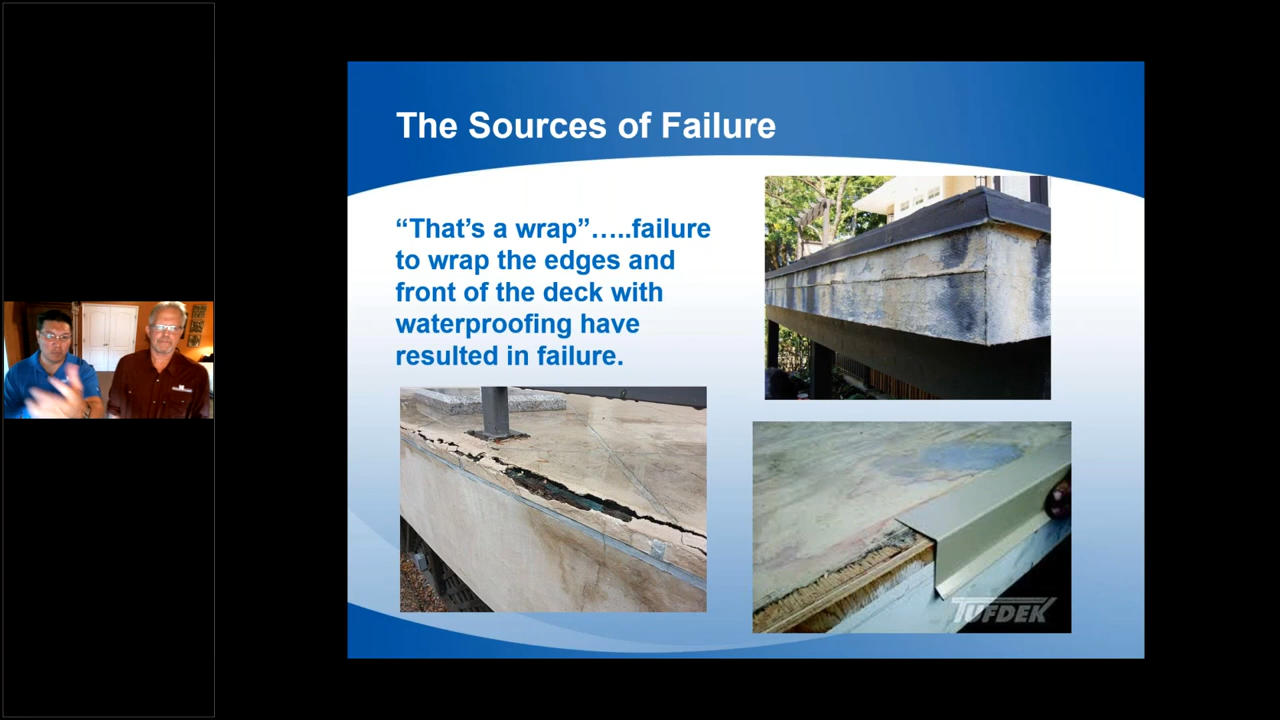 The Sources of Failure
“That’s a wrap”…..failure
to wrap the edges and
front of the deck with
waterproofing have
resulted in failure.
TUFDEK